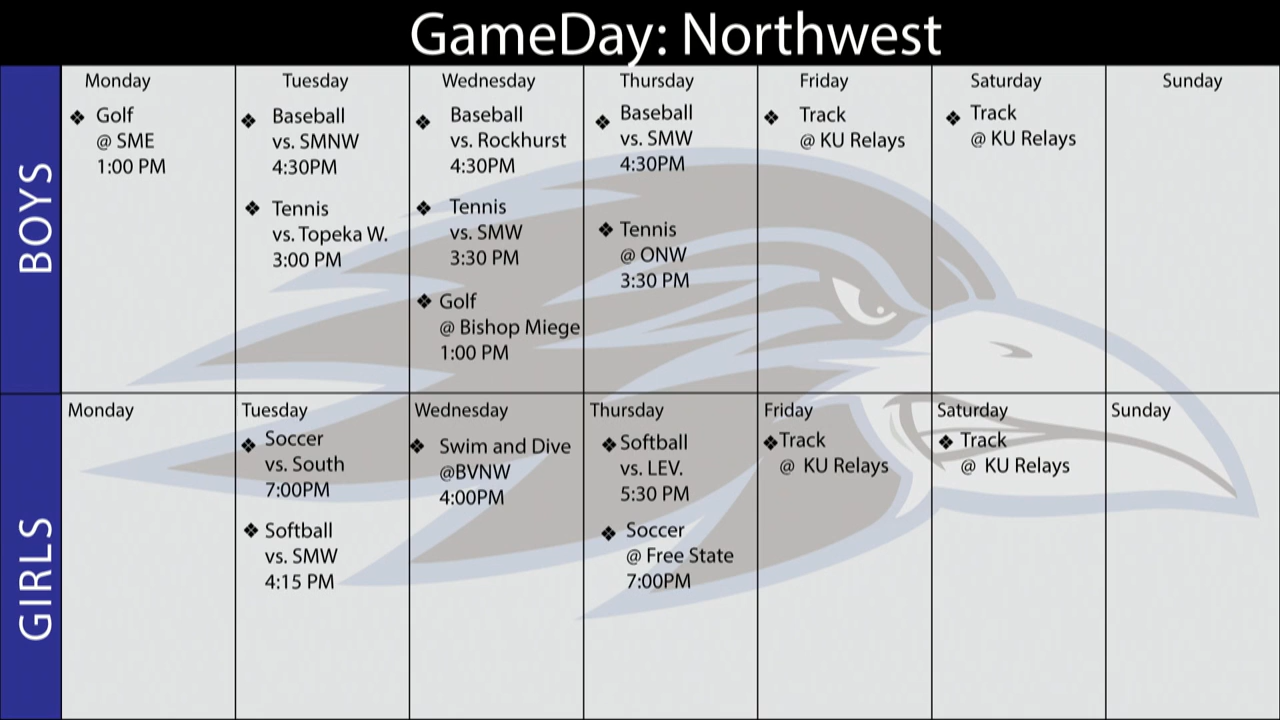 GameDay: Northwest
BOYS
Monday
Golf
@ SME
1:00 PM
Tuesday
Baseball
vs. SMNW
4:30PM
Tennis
vs. Topeka W.
3:00 PM
Wednesday
Baseball
vs. Rockhurst
4:30PM
Tennis
vs. SMW
3:30 PM
Golf
@ Bishop Miege
1:00 PM
Thursday
Baseball
vs. SMW
4:30PM
Tennis
@ ONW
3:30 PM
Friday
Track
@ KU Relays
Saturday
Track
@ KU Relays
Sunday
GIRLS
Monday
Tuesday
Soccer
vs. South
7:00PM
Softball
vs. SMW
4:15 PM
Wednesday
Swim and Dive
@BVNW
4:00PM
Thursday
Softball
vs. LEV.
5:30 PM
Soccer
@ Free State
7:00PM
Friday
Track
@ KU Relays
Saturday
Track
@ KU Relays
Sunday